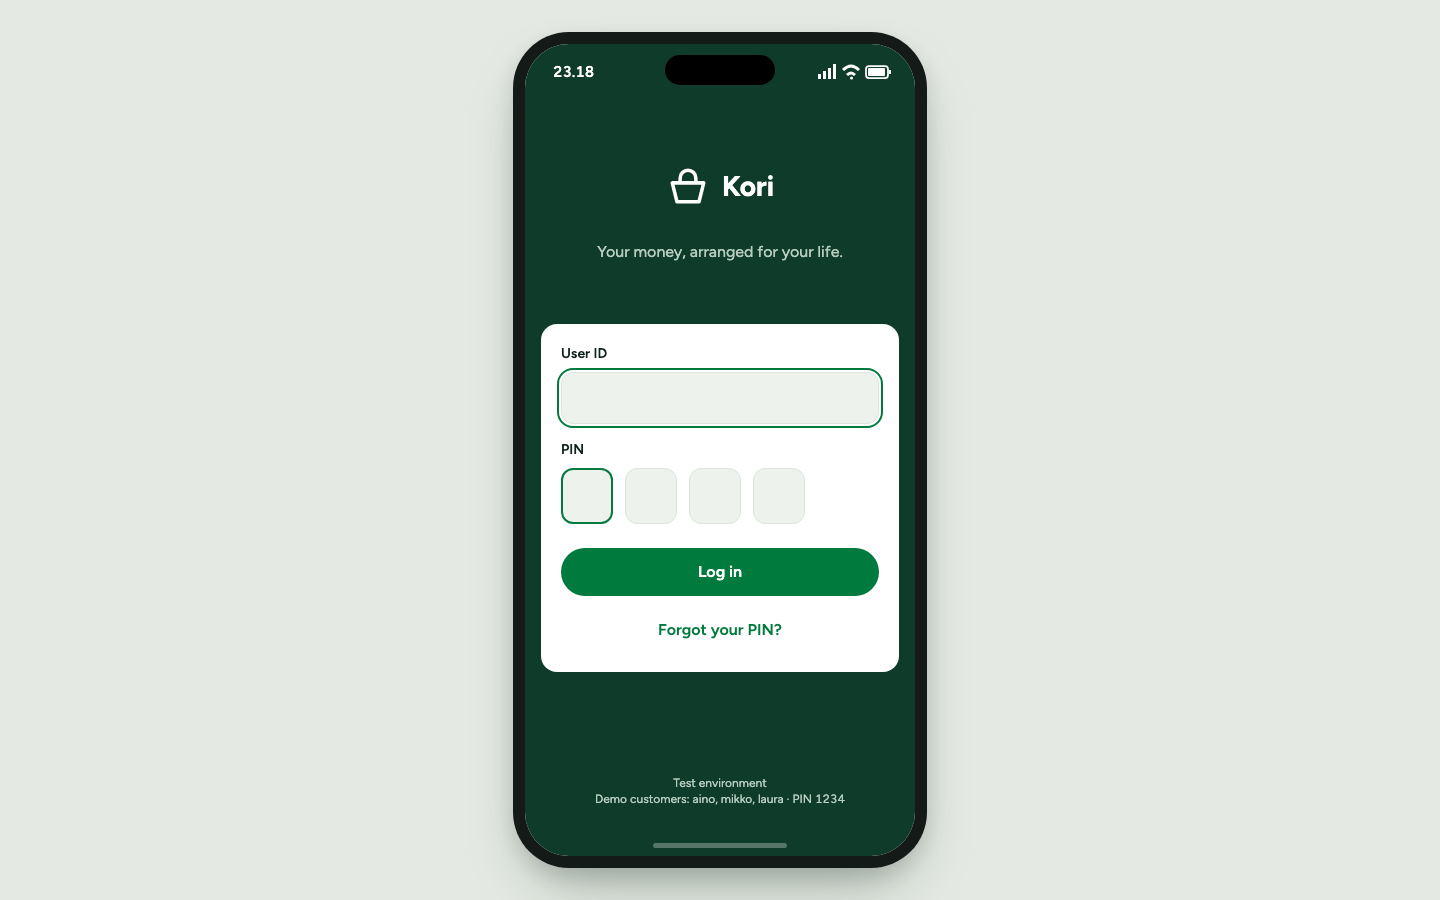 23.18
Kori
Your money, arranged for your life.
User ID
PIN
Log in
Forgot your PIN?
Test environment
Demo customers: aino, mikko, laura · PIN 1234